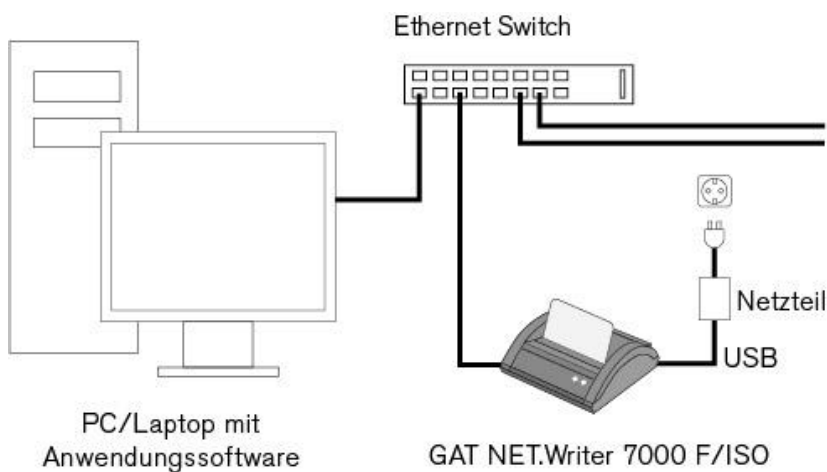 Ethernet Switch
Netzteil
USB
PC/Laptop mit
Anwendungssoftware
GAT NET.Writer 7000 F/ISO